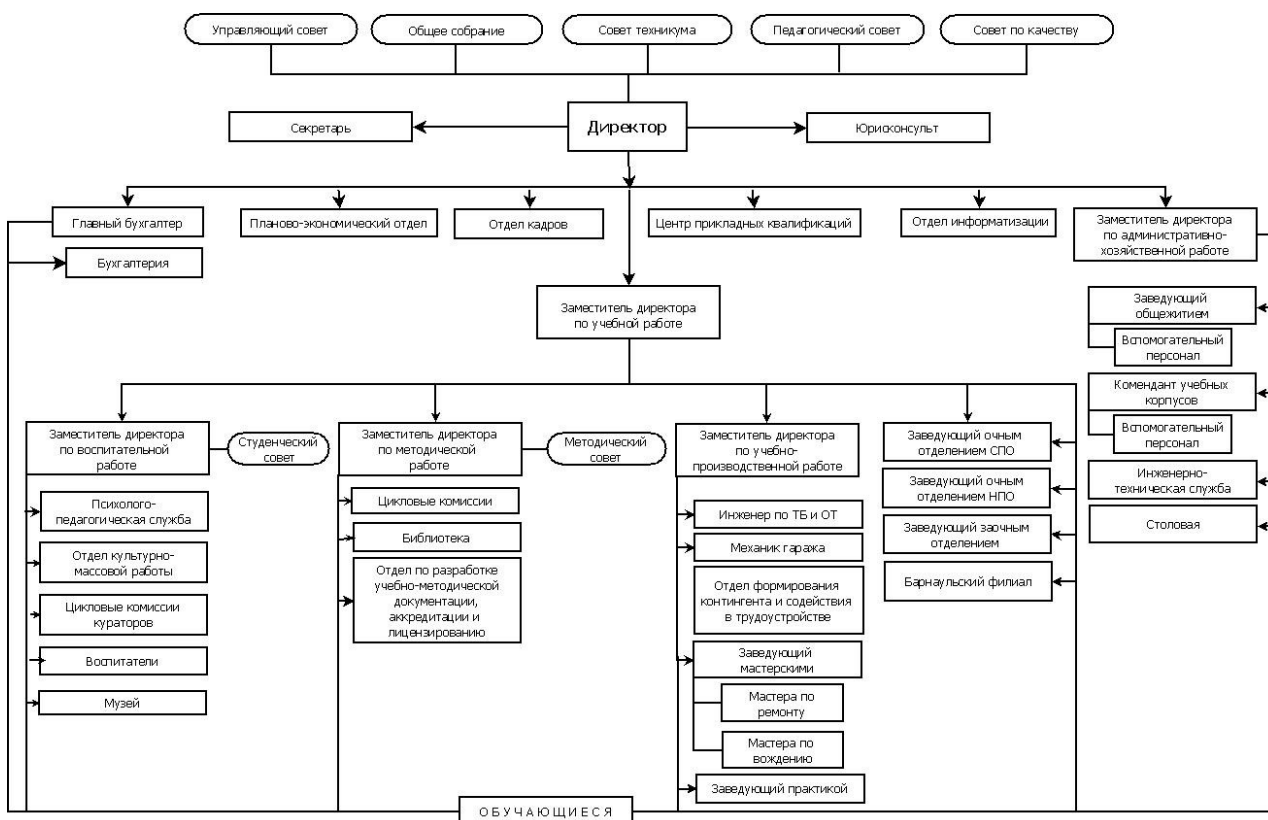 Управляющий совет
Общее собрание
Совет техникума
Педагогический совет
Совет по качеству
Секретарь
Директор
Юрисконсульт
Главный бухгалтер
Планово-экономический отдел
Отдел кадров
Центр прикладных квалификаций
Отдел информатизации
Заместитель директора
по административно-
хозяйственной работе
Бухгалтерия
Заместитель директора
по учебной работе
Заведующий
общежитием
Вспомогательный
персонал
Комендант учебных
корпусов
Вспомогательный
персонал
Инженерно-
техническая служба
Столовая
Заместитель директора
по воспитательной
работе
Студенческий
совет
Психолого-
педагогическая служба
Отдел культурно-
массовой работы
Цикловые комиссии
кураторов
Воспитатели
Музей
Заместитель директора
по методической
работе
Методический
совет
Цикловые комиссии
Библиотека
Отдел по разработке
учебно-методической
документации,
аккредитации и
лицензированию
Заместитель директора
по учебно-
производственной работе
Инженер по ТБ и ОТ
Механик гаража
Отдел формирования
контингента и содействия
в трудоустройстве
Заведующий
мастерскими
Мастера по
ремонту
Мастера по
вождению
Заведующий практикой
Заведующий очным
отделением СПО
Заведующий очным
отделением НПО
Заведующий заочным
отделением
Барнаульский филиал
ОБУЧАЮЩИЕСЯ